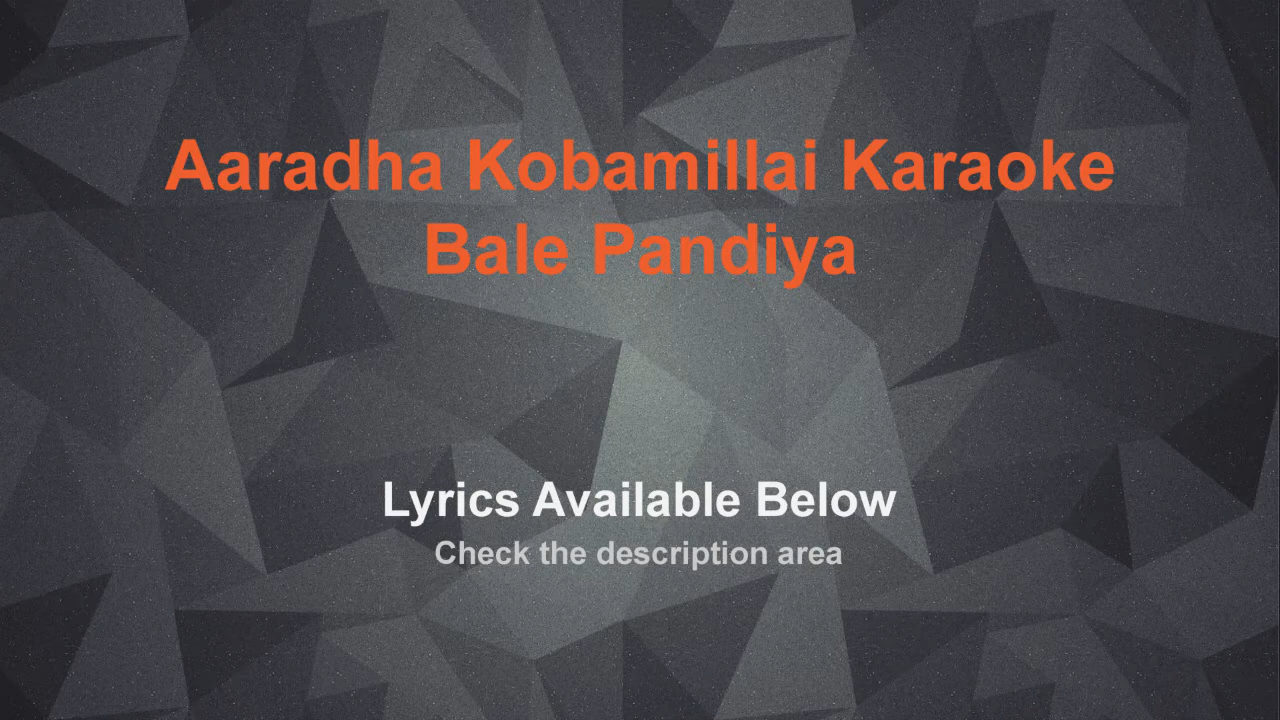 Aaradha Kobamillai Karaoke
Bale Pandiya
Lyrics Available Below
Check the description area